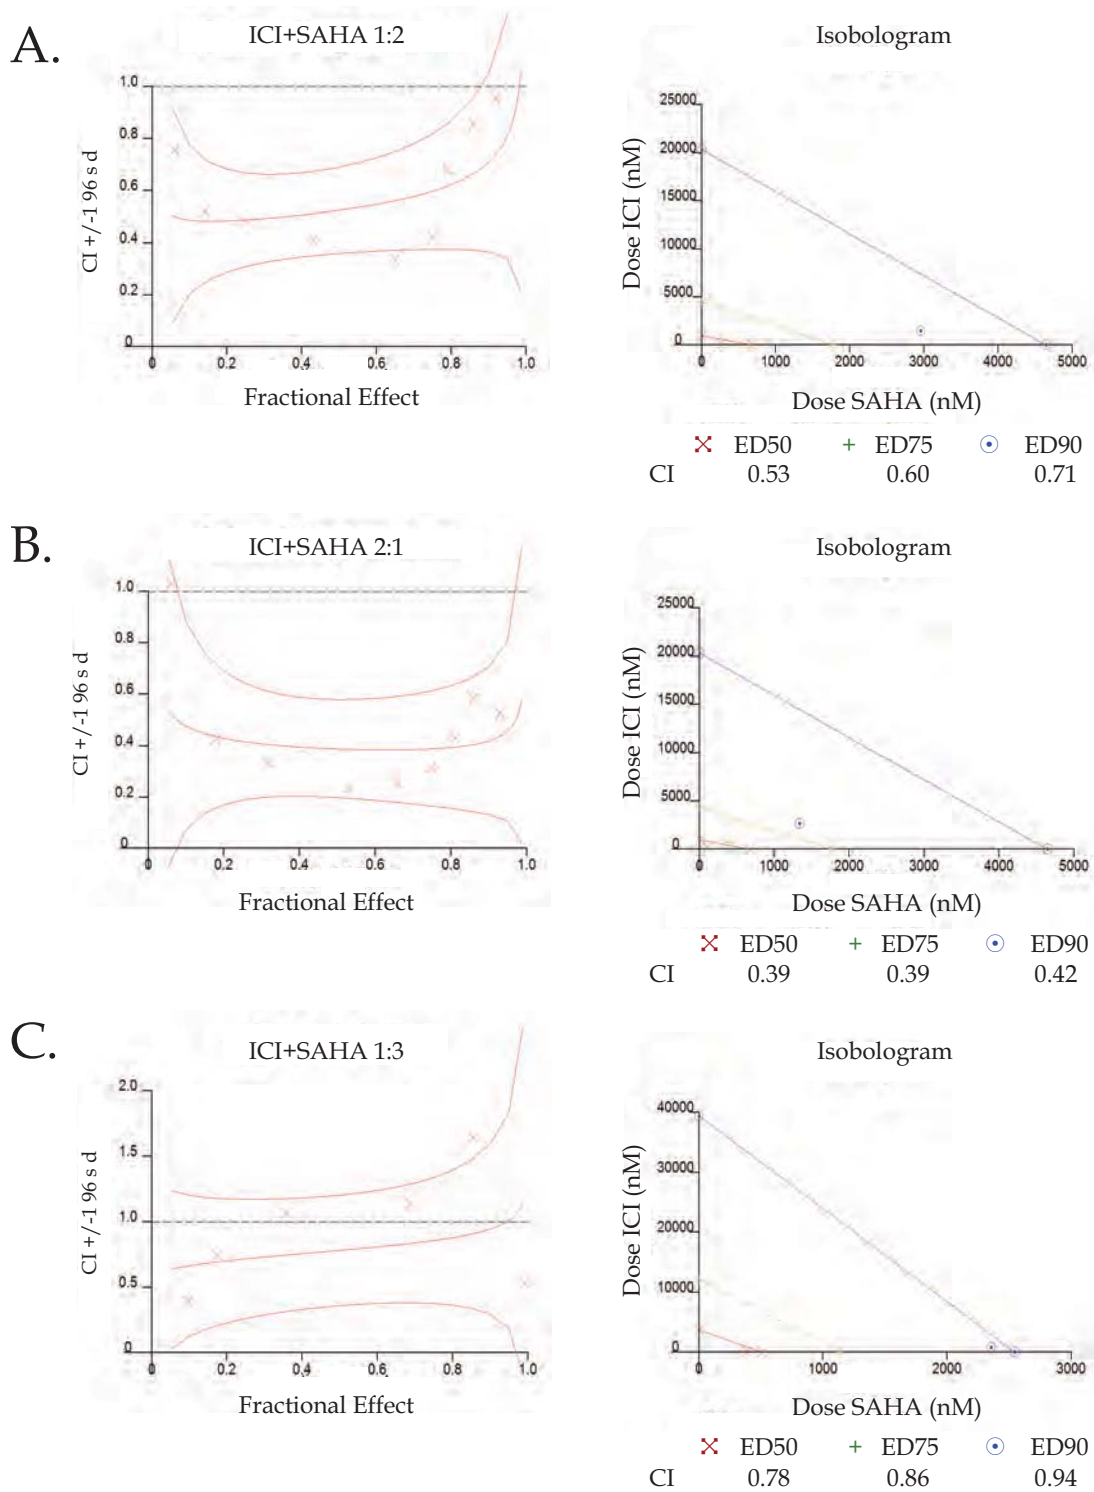 A.
ICI+SAHA 1:2
CI +/-1 96 s d
1.0
0.8
0.6
0.4
0.2
0
0 0.2 0.4 0.6 0.8 1.0
Fractional Effect
Isobologram
Dose ICI (nM)
25000
20000
15000
10000
5000
0
0 1000 2000 3000 4000 5000
Dose SAHA (nM)
ED50 ED75 ED90
CI 0.53 0.60 0.71
B.
ICI+SAHA 2:1
CI +/-1 96 s d
1.0
0.8
0.6
0.4
0.2
0
0 0.2 0.4 0.6 0.8 1.0
Fractional Effect
Isobologram
Dose ICI (nM)
25000
20000
15000
10000
5000
0
0 1000 2000 3000 4000 5000
Dose SAHA (nM)
ED50 ED75 ED90
CI 0.39 0.39 0.42
C.
ICI+SAHA 1:3
CI +/-1 96 s d
2.0
1.5
1.0
0.5
0
0 0.2 0.4 0.6 0.8 1.0
Fractional Effect
Isobologram
Dose ICI (nM)
40000
30000
20000
10000
0
0 1000 2000 3000
Dose SAHA (nM)
ED50 ED75 ED90
CI 0.78 0.86 0.94